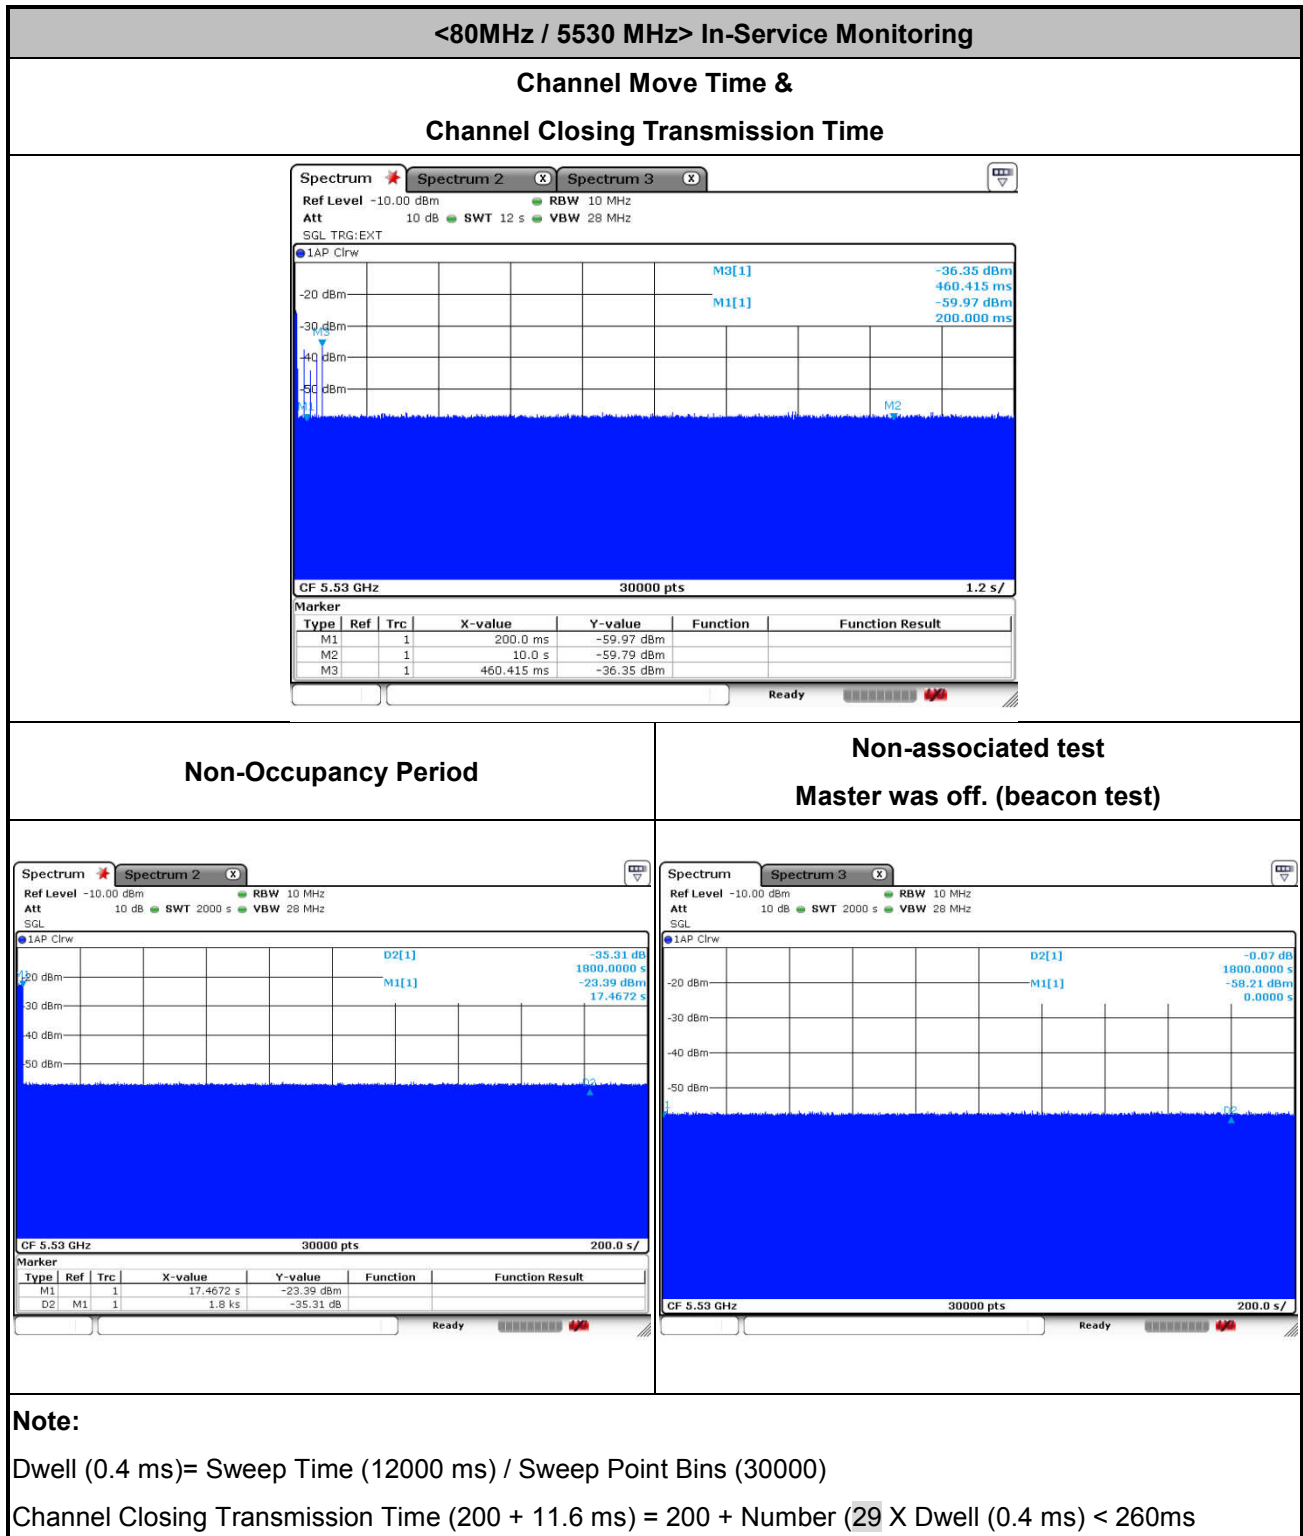 <80MHz / 5530 MHz> In-Service Monitoring
Channel Move Time &
Channel Closing Transmission Time
Spectrum Spectrum 2 X Spectrum 3 X
Ref Level -10.00 dBm RBW 10 MHz
Att 10 dB SWT 12 s VBW 28 MHz
SGL TRG:EXT
1AP Clrw
M3[1] -36.35 dBm
460.415 ms
-20 dBm
M1[1] -59.97 dBm
200.000 ms
-30 dBm
M3
-40 dBm
-50 dBm
M1 M2
CF 5.53 GHz 30000 pts 1.2 s/
Marker
Type Ref Trc X-value Y-value Function Function Result
M1 1 200.0 ms -59.97 dBm
M2 1 10.0 s -59.79 dBm
M3 1 460.415 ms -36.35 dBm
Ready
Non-Occupancy Period
Non-associated test
Master was off. (beacon test)
Spectrum Spectrum 2 X
Ref Level -10.00 dBm RBW 10 MHz
Att 10 dB SWT 2000 s VBW 28 MHz
SGL
1AP Clrw
D2[1] -35.31 dB
1800.0000 s
M1
-20 dBm
M1[1] -23.39 dBm
17.4672 s
-30 dBm
-40 dBm
-50 dBm
D2
CF 5.53 GHz 30000 pts 200.0 s/
Marker
Type Ref Trc X-value Y-value Function Function Result
M1 1 17.4672 s -23.39 dBm
D2 M1 1 1.8 ks -35.31 dB
Ready
Spectrum Spectrum 3 X
Ref Level -10.00 dBm RBW 10 MHz
Att 10 dB SWT 2000 s VBW 28 MHz
SGL
1AP Clrw
D2[1] -0.07 dB
1800.0000 s
-20 dBm
M1[1] -58.21 dBm
0.0000 s
-30 dBm
-40 dBm
-50 dBm
1 D2
CF 5.53 GHz 30000 pts 200.0 s/
Ready
Note:
Dwell (0.4 ms)= Sweep Time (12000 ms) / Sweep Point Bins (30000)
Channel Closing Transmission Time (200 + 11.6 ms) = 200 + Number (29 X Dwell (0.4 ms) < 260ms